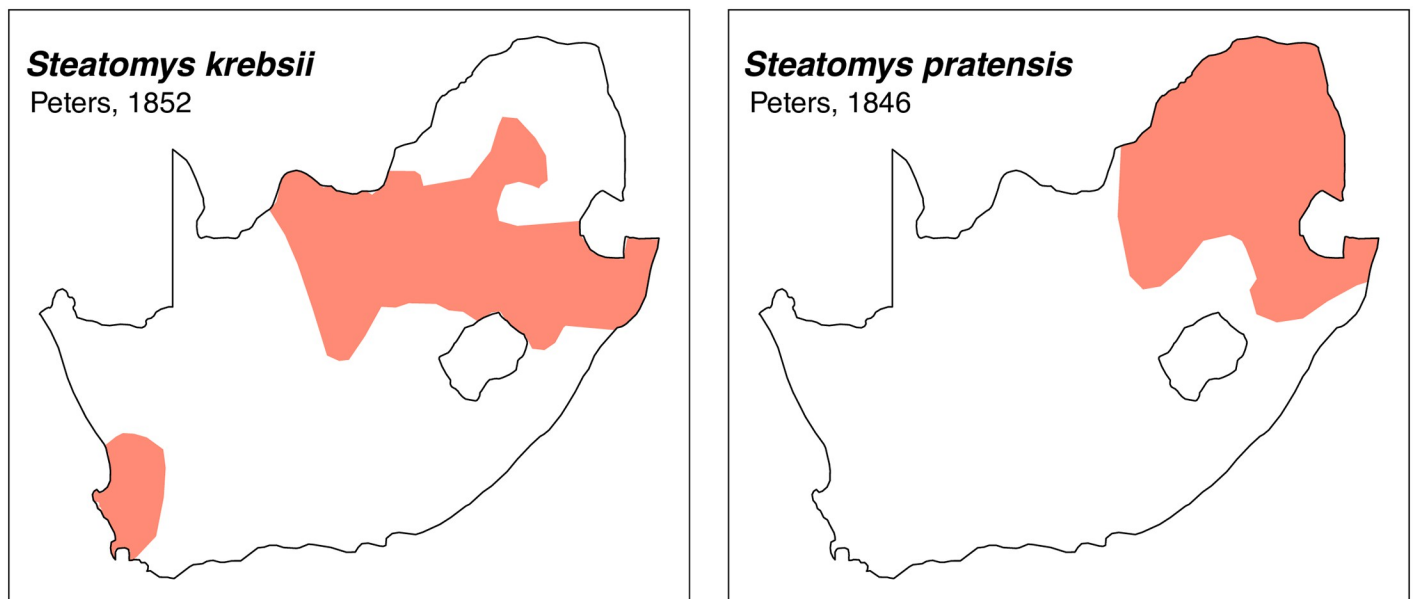 Steatomys krebsii
Peters, 1852
Steatomys pratensis
Peters, 1846